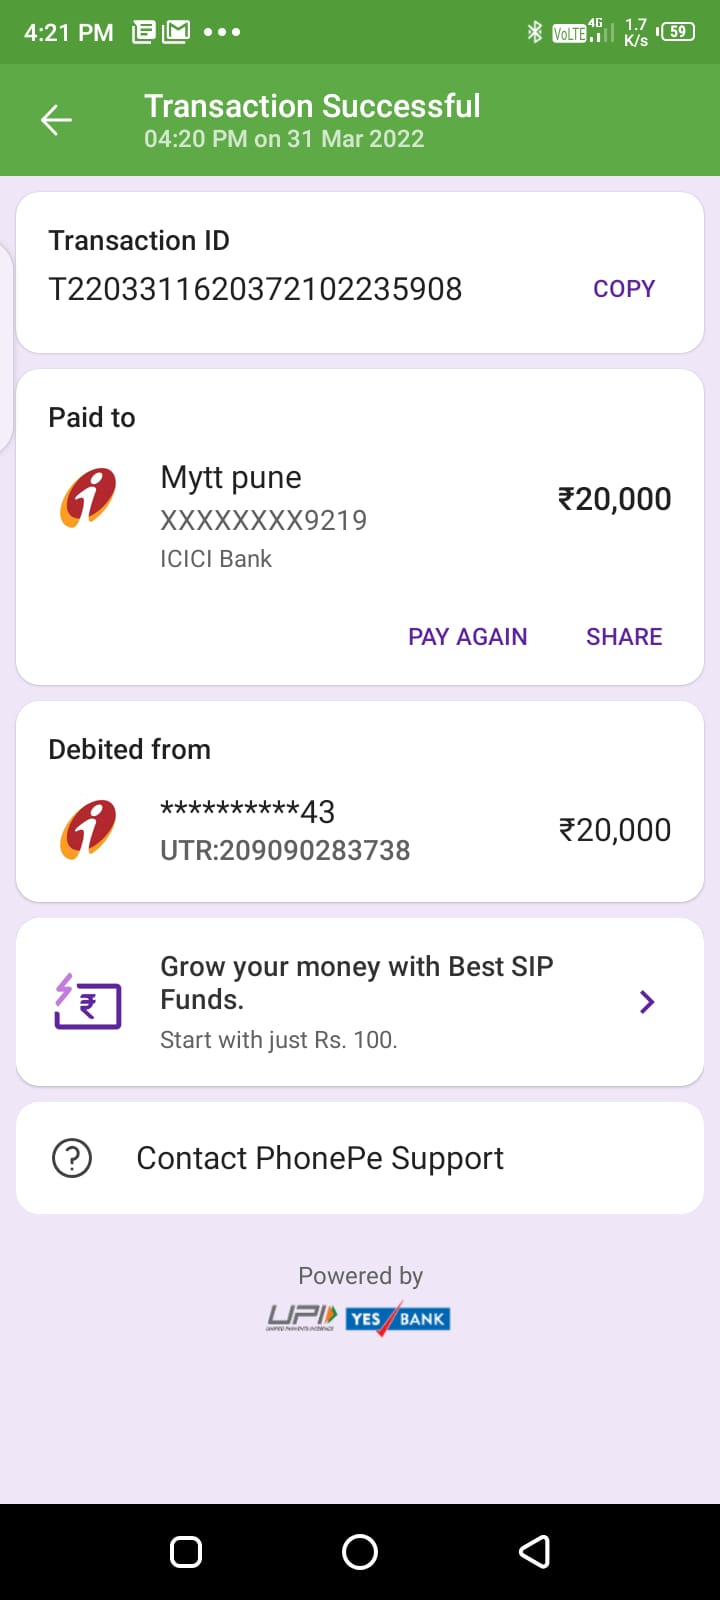 4:21 PM
VoLTE 4G 1.7 K/s 59
Transaction Successful
04:20 PM on 31 Mar 2022
Transaction ID
T2203311620372102235908
COPY
Paid to
Mytt pune
₹20,000
XXXXXXXX9219
ICICI Bank
PAY AGAIN SHARE
Debited from
**********43
₹20,000
UTR:209090283738
Grow your money with Best SIP
Funds.
Start with just Rs. 100.
Contact PhonePe Support
Powered by
UPI YES BANK
UNIFIED PAYMENTS INTERFACE